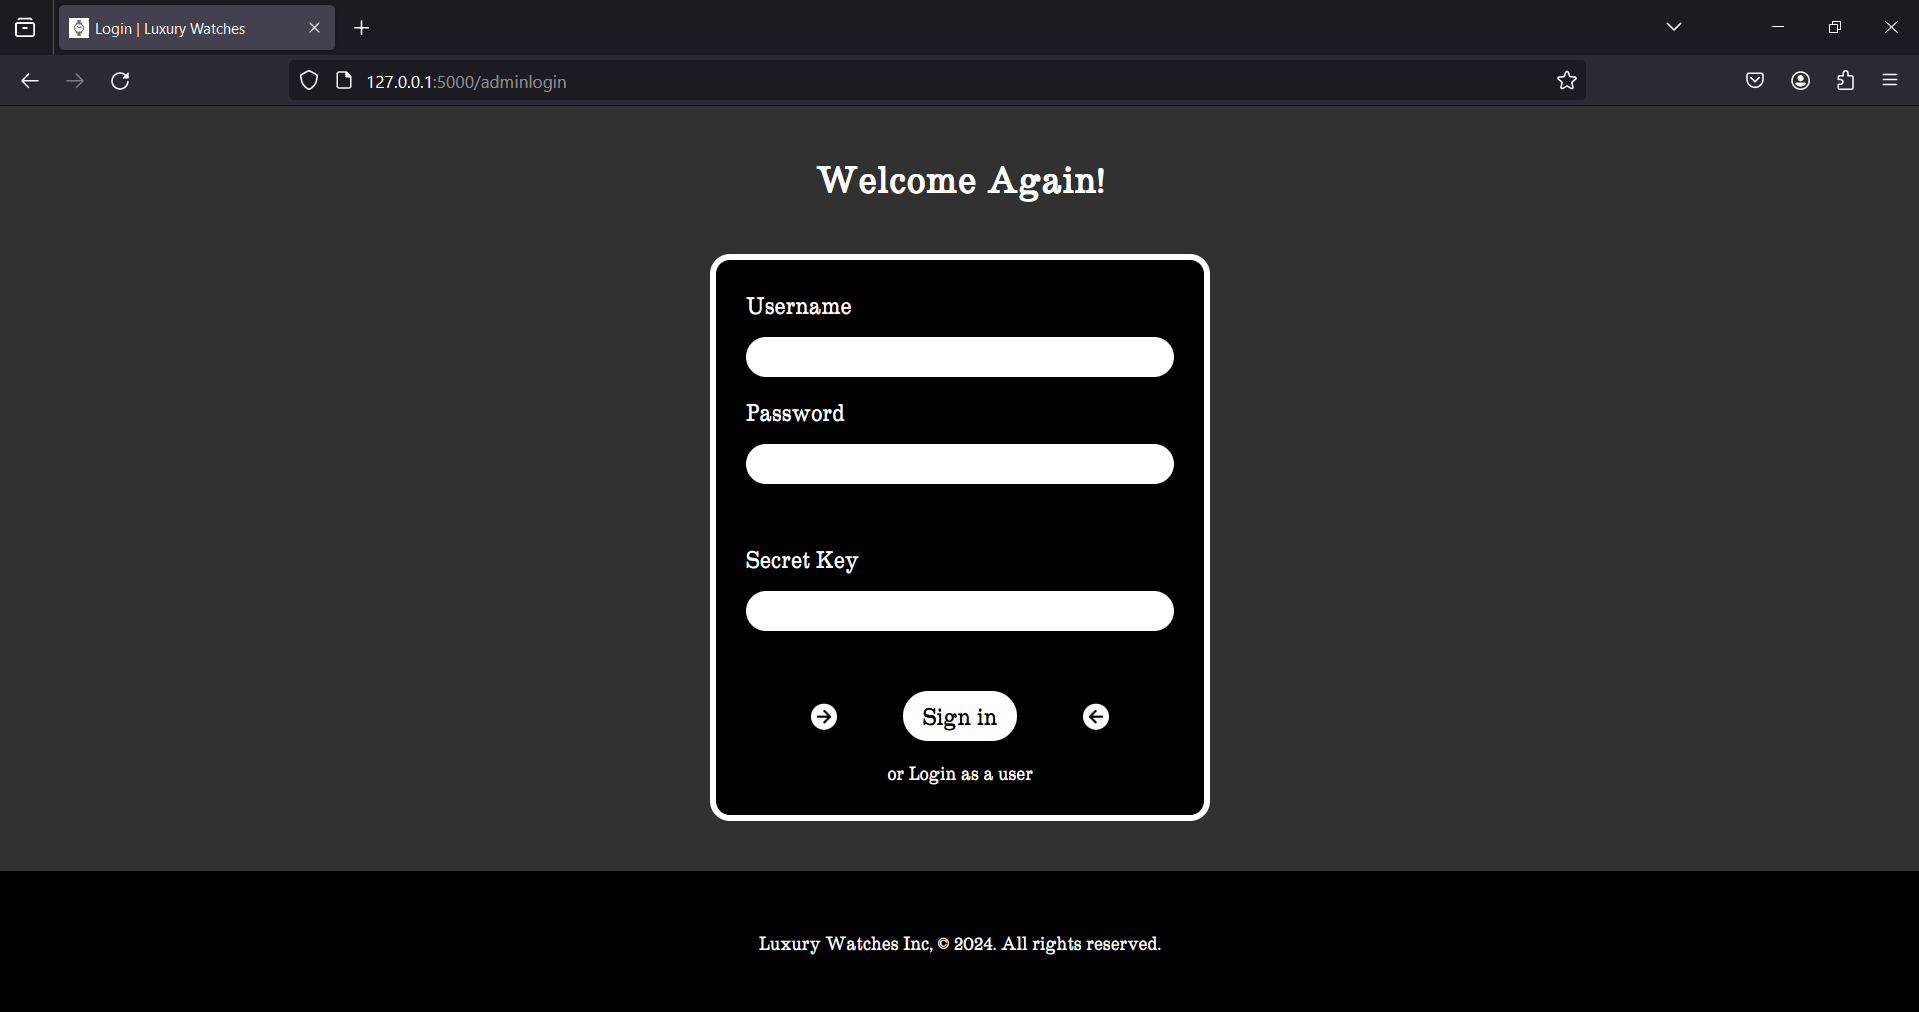 Login | Luxury Watches
127.0.0.1:5000/adminlogin
Welcome Again!
Username
Password
Secret Key
Sign in
or Login as a user
Luxury Watches Inc, © 2024. All rights reserved.